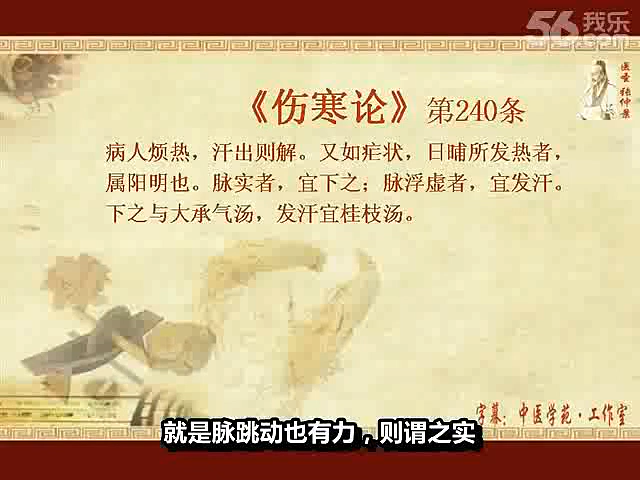 56我乐
.com
医圣 张仲景
《伤寒论》第240条
病人烦热，汗出则解。又如疟状，日晡所发热者，
属阳明也。脉实者，宜下之；脉浮虚者，宜发汗。
下之与大承气汤，发汗宜桂枝汤。
字幕：中医学苑·工作室
就是脉跳动也有力，则谓之实